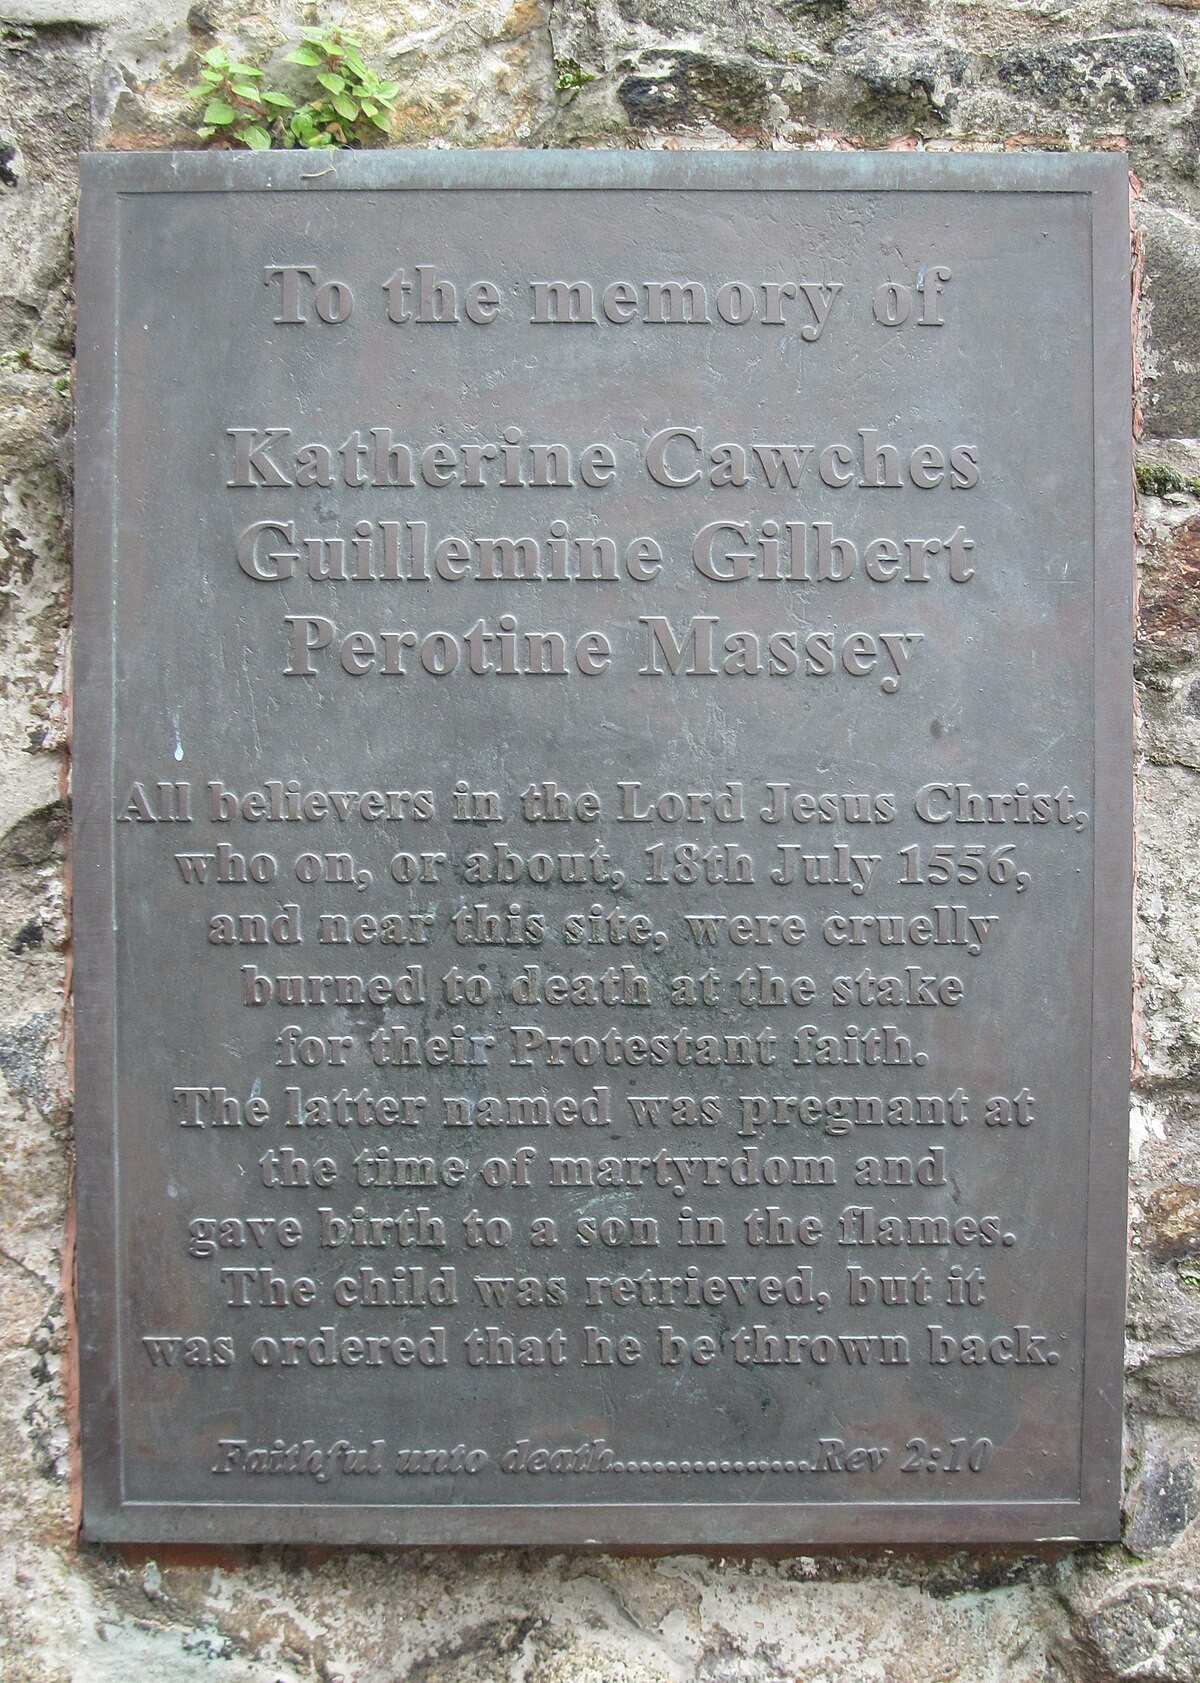 To the memory of
Katherine Cawches
Guillemine Gilbert
Perotine Massey
All believers in the Lord Jesus Christ,
who on, or about, 18th July 1556,
and near this site, were cruelly
burned to death at the stake
for their Protestant faith.
The latter named was pregnant at
the time of martyrdom and
gave birth to a son in the flames.
The child was retrieved, but it
was ordered that he be thrown back.
Faithful unto death...............Rev 2:10